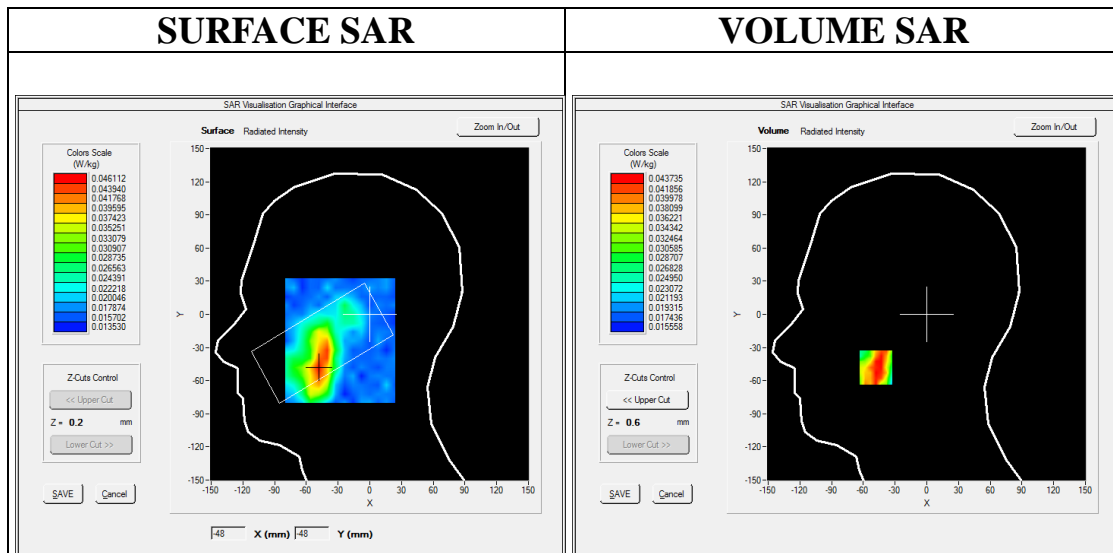 SURFACE SAR
SAR Visualisation Graphical Interface
Surface Radiated Intensity
Zoom In/Out
Colors Scale
(W/kg)
0.046112
0.043940
0.041768
0.039595
0.037423
0.035251
0.033079
0.030907
0.028735
0.026563
0.024391
0.022218
0.020046
0.017874
0.015702
0.013530
Z-Cuts Control
<< Upper Cut
Z = 0.2 mm
Lower Cut >>
SAVE Cancel
150
120
90
60
30
0
-30
-60
-90
-120
-150
Y
-150 -120 -90 -60 -30 0 30 60 90 120 150
X
-48 X (mm) -48 Y (mm)
VOLUME SAR
SAR Visualisation Graphical Interface
Volume Radiated Intensity
Zoom In/Out
Colors Scale
(W/kg)
0.043735
0.041856
0.039978
0.038099
0.036221
0.034342
0.032464
0.030585
0.028707
0.026828
0.024950
0.023072
0.021193
0.019315
0.017436
0.015558
Z-Cuts Control
<< Upper Cut
Z = 0.6 mm
Lower Cut >>
SAVE Cancel
150
120
90
60
30
0
-30
-60
-90
-120
-150
Y
-150 -120 -90 -60 -30 0 30 60 90 120 150
X